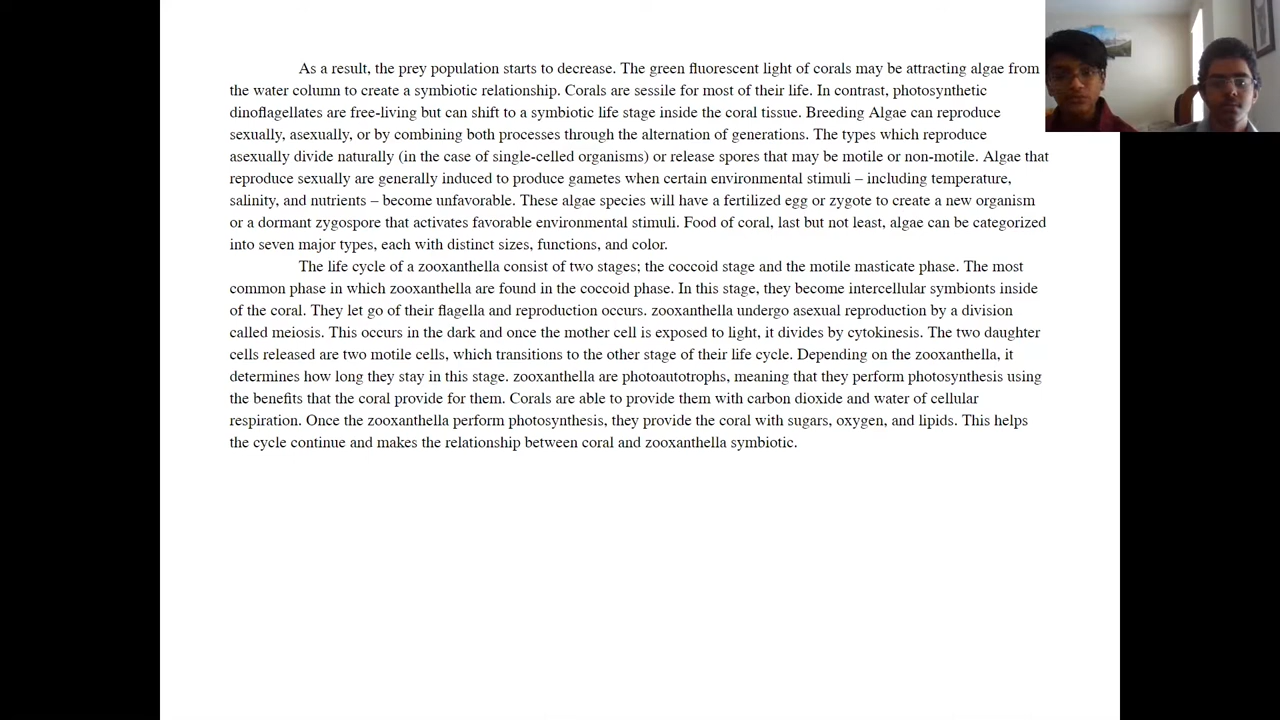 As a result, the prey population starts to decrease. The green fluorescent light of corals may be attracting algae from
the water column to create a symbiotic relationship. Corals are sessile for most of their life. In contrast, photosynthetic
dinoflagellates are free-living but can shift to a symbiotic life stage inside the coral tissue. Breeding Algae can reproduce
sexually, asexually, or by combining both processes through the alternation of generations. The types which reproduce
asexually divide naturally (in the case of single-celled organisms) or release spores that may be motile or non-motile. Algae that
reproduce sexually are generally induced to produce gametes when certain environmental stimuli – including temperature,
salinity, and nutrients – become unfavorable. These algae species will have a fertilized egg or zygote to create a new organism
or a dormant zygospore that activates favorable environmental stimuli. Food of coral, last but not least, algae can be categorized
into seven major types, each with distinct sizes, functions, and color.
The life cycle of a zooxanthella consist of two stages; the coccoid stage and the motile masticate phase. The most
common phase in which zooxanthella are found in the coccoid phase. In this stage, they become intercellular symbionts inside
of the coral. They let go of their flagella and reproduction occurs. zooxanthella undergo asexual reproduction by a division
called meiosis. This occurs in the dark and once the mother cell is exposed to light, it divides by cytokinesis. The two daughter
cells released are two motile cells, which transitions to the other stage of their life cycle. Depending on the zooxanthella, it
determines how long they stay in this stage. zooxanthella are photoautotrophs, meaning that they perform photosynthesis using
the benefits that the coral provide for them. Corals are able to provide them with carbon dioxide and water of cellular
respiration. Once the zooxanthella perform photosynthesis, they provide the coral with sugars, oxygen, and lipids. This helps
the cycle continue and makes the relationship between coral and zooxanthella symbiotic.